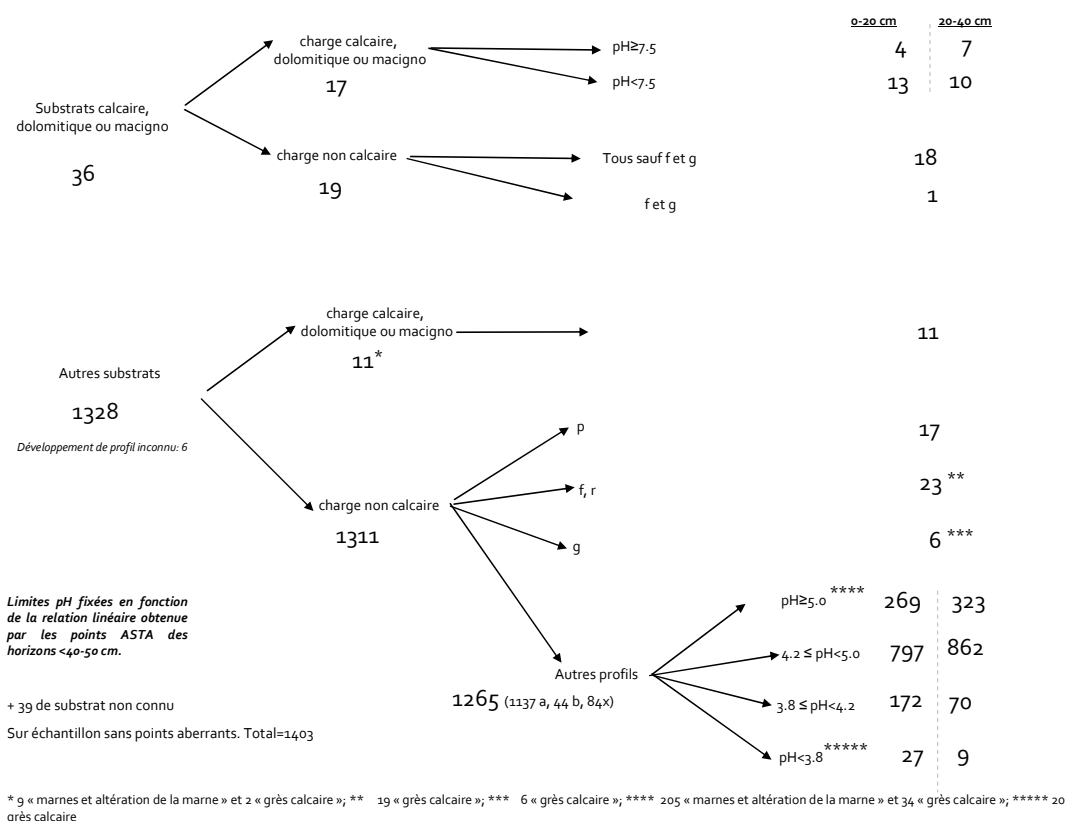 0-20 cm 20-40 cm
charge calcaire,
dolomitique ou macigno
17
pH≥7.5 4 7
pH<7.5 13 10
Substrats calcaire,
dolomitique ou macigno
36
charge non calcaire
19
Tous sauf f et g 18
f et g 1
charge calcaire,
dolomitique ou macigno
11*
11
Autres substrats
1328
Développement de profil inconnu: 6
p 17
f, r 23 **
g 6 ***
charge non calcaire
1311
Limites pH fixées en fonction
de la relation linéaire obtenue
par les points ASTA des
horizons <40-50 cm.
pH≥5.0 **** 269 323
4.2 ≤ pH<5.0 797 862
3.8 ≤ pH<4.2 172 70
pH<3.8 ***** 27 9
Autres profils
1265 (1137 a, 44 b, 84x)
+ 39 de substrat non connu
Sur échantillon sans points aberrants. Total=1403
* 9 « marnes et altération de la marne » et 2 « grès calcaire »; ** 19 « grès calcaire »; *** 6 « grès calcaire »; **** 205 « marnes et altération de la marne » et 34 « grès calcaire »; ***** 20
grès calcaire